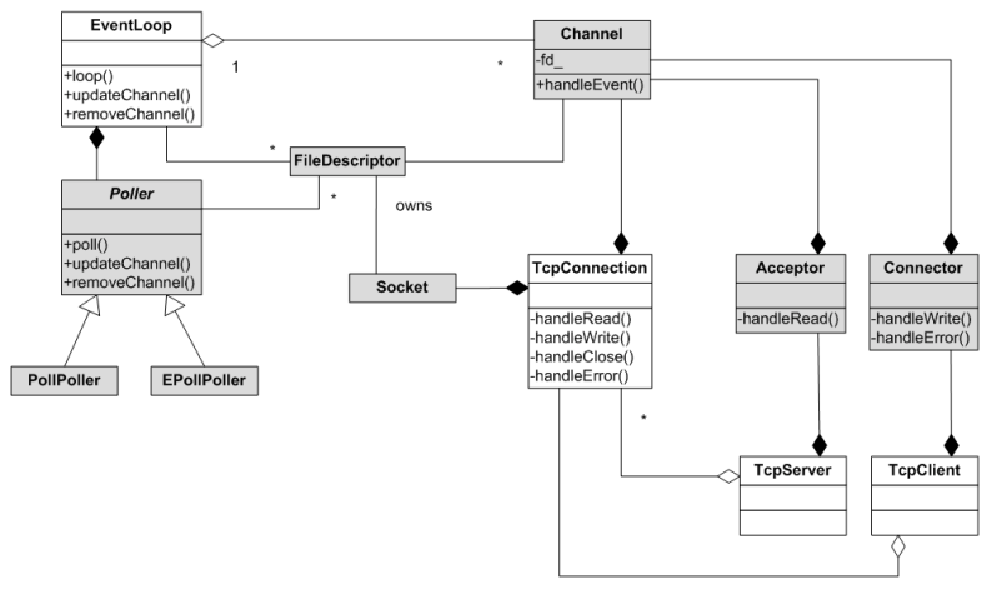 EventLoop
+loop()
+updateChannel()
+removeChannel()
1
*
Channel
-fd_
+handleEvent()
*
FileDescriptor
*
owns
Poller
+poll()
+updateChannel()
+removeChannel()
Socket
TcpConnection
-handleRead()
-handleWrite()
-handleClose()
-handleError()
Acceptor
-handleRead()
Connector
-handleWrite()
-handleError()
PollPoller
EPollPoller
*
TcpServer
TcpClient